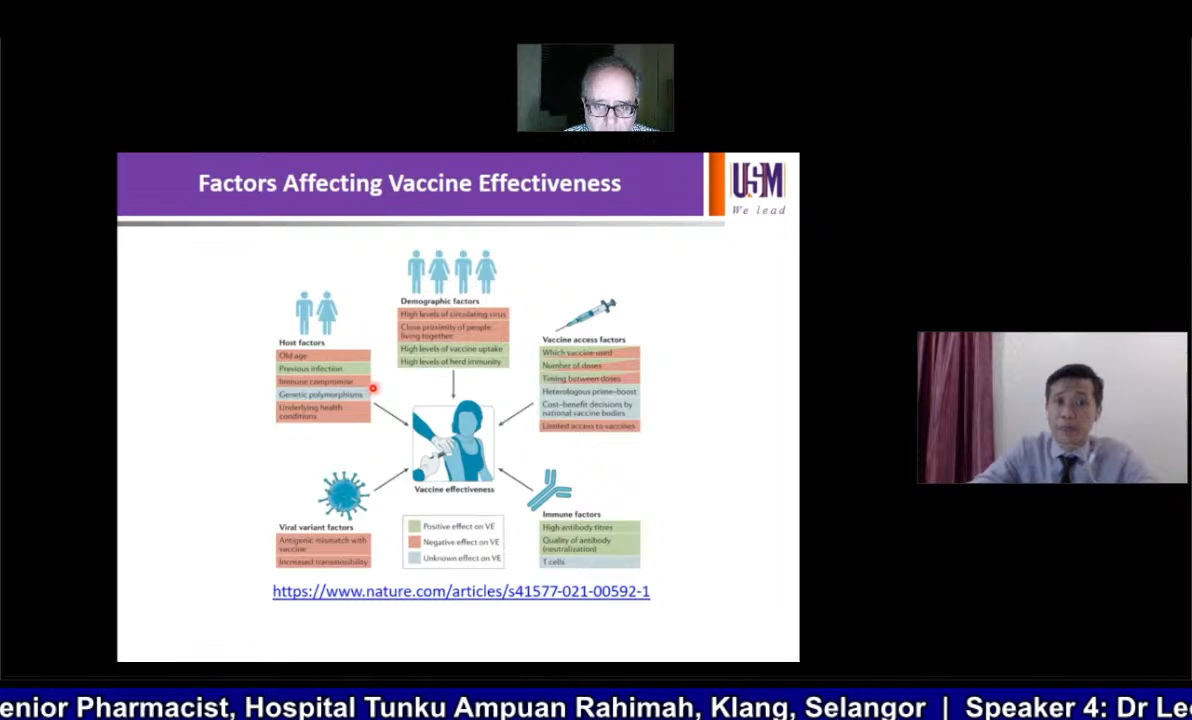 Factors Affecting Vaccine Effectiveness
USM
We lead
Demographic factors
High levels of circulating virus
Close proximity of people
living together
High levels of vaccine uptake
High levels of herd immunity
Host factors
Old age
Previous infection
Immune compromise
Genetic polymorphisms
Underlying health
conditions
Vaccine access factors
Which vaccine used
Number of doses
Timing between doses
Heterologous prime–boost
Cost–benefit decisions by
national vaccine bodies
Limited access to vaccines
Vaccine effectiveness
Viral variant factors
Antigenic mismatch with
vaccine
Increased transmissibility
Positive effect on VE
Negative effect on VE
Unknown effect on VE
Immune factors
High antibody titres
Quality of antibody
(neutralization)
T cells
https://www.nature.com/articles/s41577-021-00592-1
enior Pharmacist, Hospital Tunku Ampuan Rahimah, Klang, Selangor | Speaker 4: Dr Le